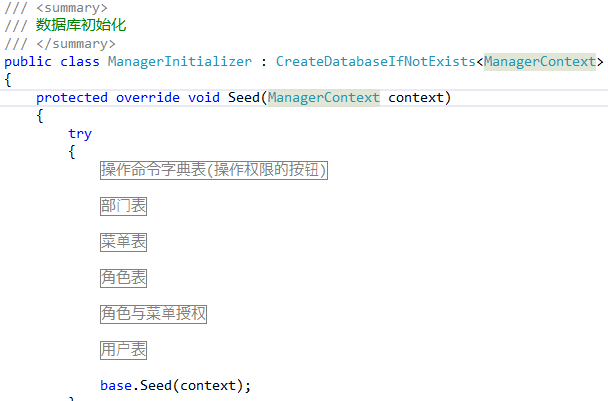 /// <summary>
/// 数据库初始化
/// </summary>
public class ManagerInitializer : CreateDatabaseIfNotExists<ManagerContext>
{
protected override void Seed(ManagerContext context)
{
try
{
操作命令字典表(操作权限的按钮)
部门表
菜单表
角色表
角色与菜单授权
用户表
base.Seed(context);
}